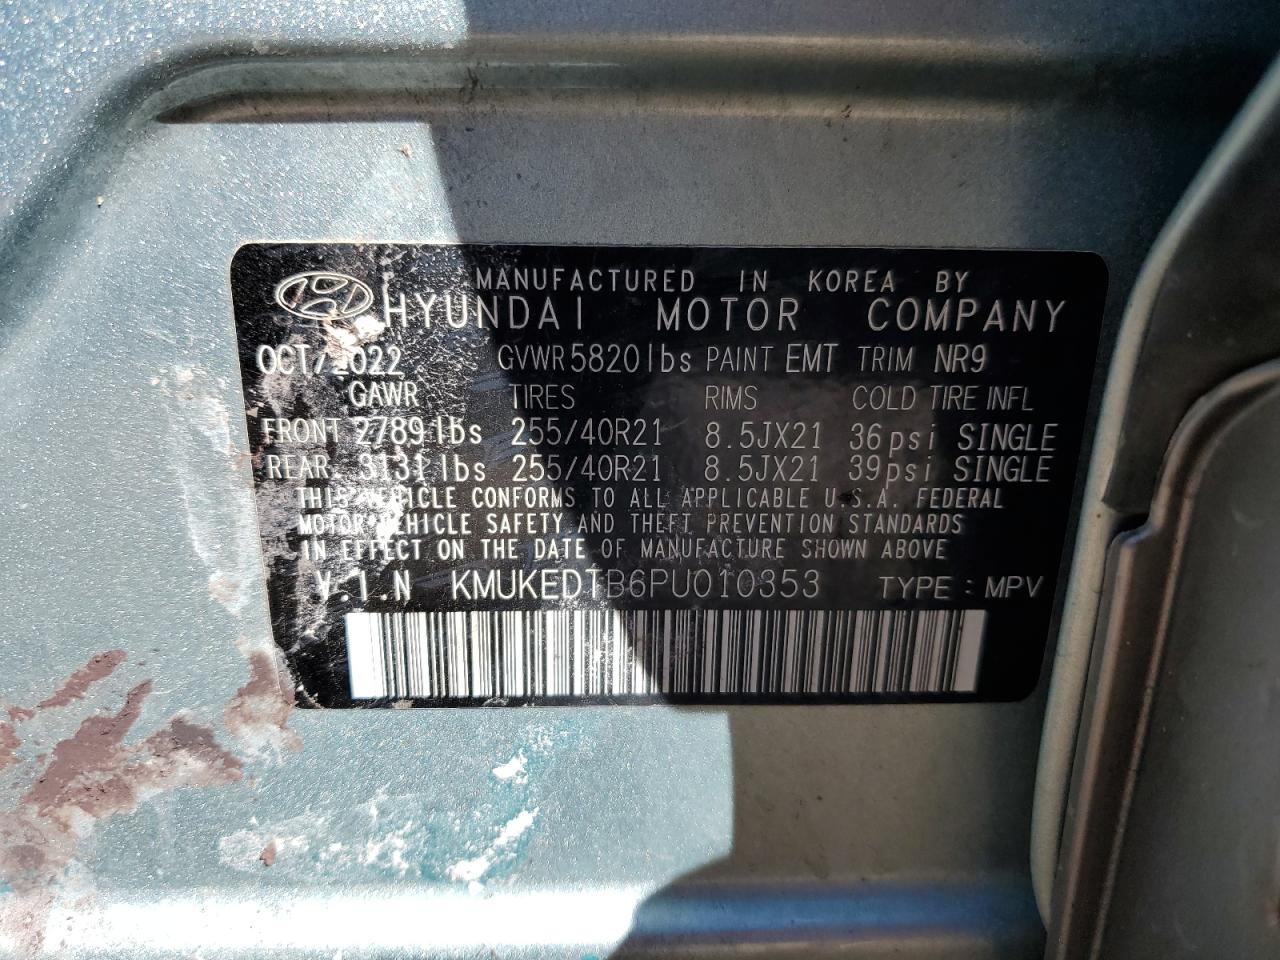 MANUFACTURED IN KOREA BY
HYUNDAI MOTOR COMPANY
OCT/2022 GVWR 5820lbs PAINT EMT TRIM NR9
GAWR TIRES RIMS COLD TIRE INFL
FRONT 2789lbs 255/40R21 8.5JX21 36psi SINGLE
REAR 3131lbs 255/40R21 8.5JX21 39psi SINGLE
THIS VEHICLE CONFORMS TO ALL APPLICABLE U.S.A. FEDERAL
MOTOR VEHICLE SAFETY AND THEFT PREVENTION STANDARDS
IN EFFECT ON THE DATE OF MANUFACTURE SHOWN ABOVE
V.I.N KMUKEDTB6PU010353 TYPE : MPV